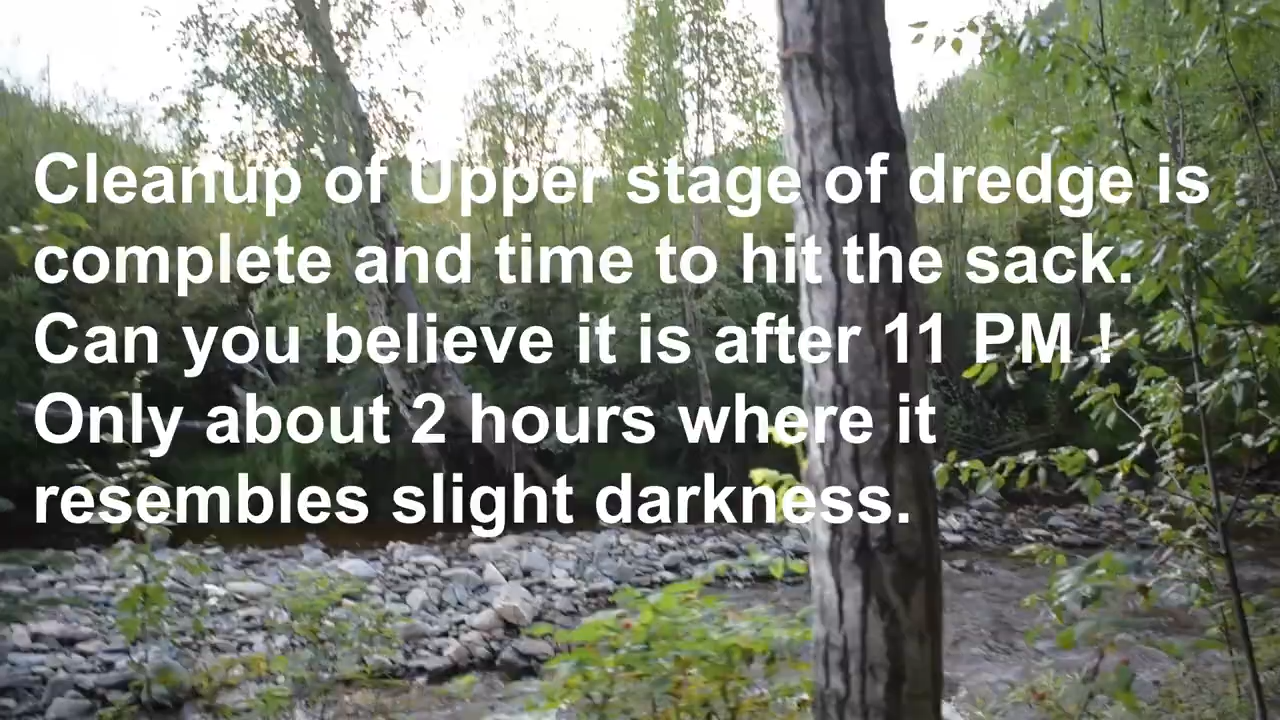 Cleanup of Upper stage of dredge is
complete and time to hit the sack.
Can you believe it is after 11 PM !
Only about 2 hours where it
resembles slight darkness.